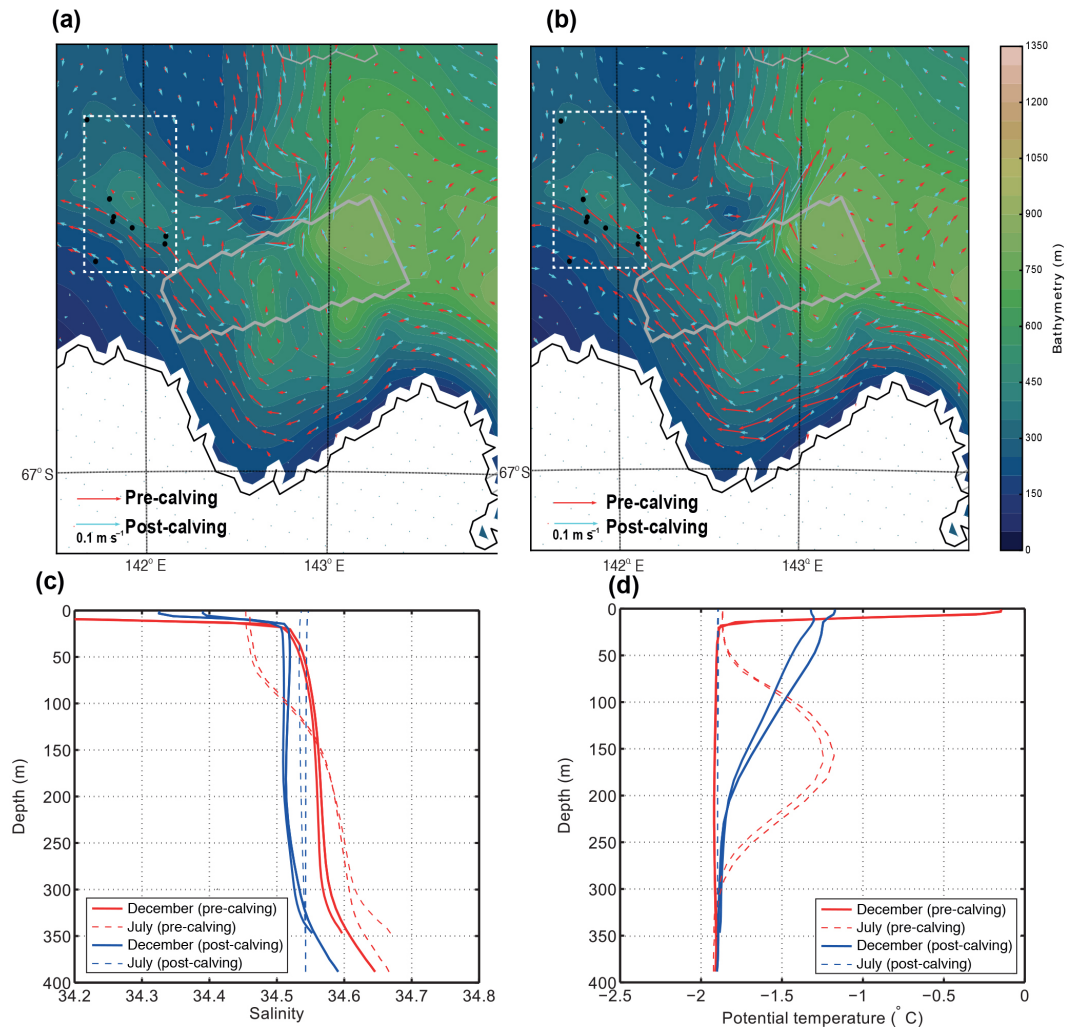 (a)
(b)
1350
1200
1050
900
750
600
450
300
150
0
Bathymetry (m)
67° S
Pre-calving
Post-calving
0.1 m s⁻¹
142° E
143° E
67° S
Pre-calving
Post-calving
0.1 m s⁻¹
142° E
143° E
(c)
0
50
100
150
200
250
300
350
400
Depth (m)
34.2
34.3
34.4
34.5
34.6
34.7
34.8
Salinity
December (pre-calving)
July (pre-calving)
December (post-calving)
July (post-calving)
(d)
0
50
100
150
200
250
300
350
400
Depth (m)
−2.5
−2
−1.5
−1
−0.5
0
Potential temperature (° C)
December (pre-calving)
July (pre-calving)
December (post-calving)
July (post-calving)